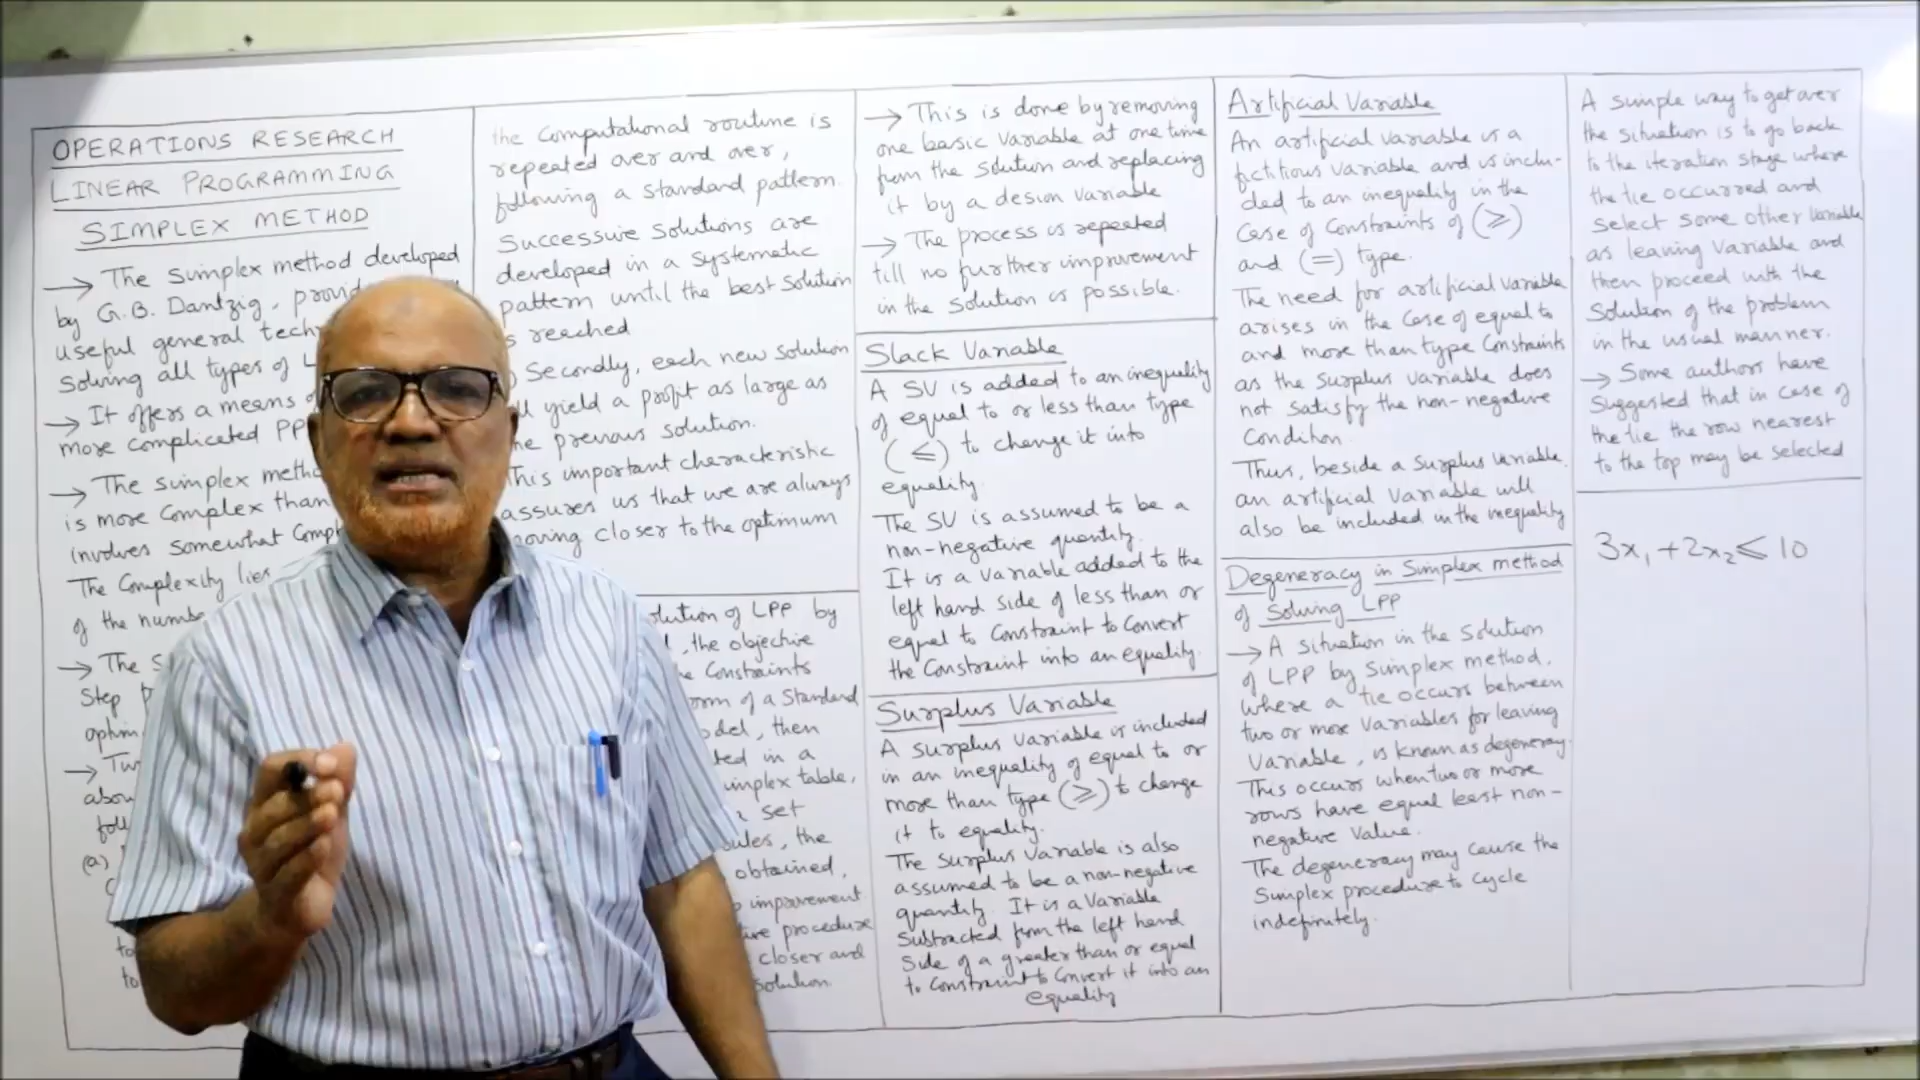 OPERATIONS RESEARCH
LINEAR PROGRAMMING
SIMPLEX METHOD
→ The simplex method developed
by G.B. Dantzig, provid
useful general tech
Solving all types of L
→ It offers a means o
more complicated PP
→ The simplex metho
is more Complex than
involves somewhat Comp
The Complexity lies
of the numbe
→ The S
Step
optim
→ Tw
abou
foll
(a)
to
to
the Computational routine is
repeated over and over,
following a standard pattern.
Successive solutions are
developed in a systematic
pattern until the best solution
s reached
) Secondly, each new solution
ll yield a profit as large as
he previous solution.
This important characteristic
assures us that we are always
moving closer to the optimum
olution of LPP by
, the objective
e Constraints
orm of a Standard
odel, then
ted in a
implex table,
set
ules, the
obtained,
improvement
ive procedure
closer and
solution.
→ This is done by removing
one basic variable at one time
from the solution and replacing
it by a design variable
→ The process is repeated
till no further improvement
in the solution is possible.
Slack Variable
A SV is added to an inequality
of equal to or less than type
(≤) to change it into
equality.
The SV is assumed to be a
non-negative quantity.
It is a variable added to the
left hand side of less than or
equal to Constraint to Convert
the Constraint into an equality.
Surplus Variable
A surplus variable is included
in an inequality of equal to or
more than type (≥) to change
it to equality.
The Surplus Variable is also
assumed to be a non-negative
quantity. It is a variable
Substracted from the left hand
Side of a greater than or equal
to Constraint to Convert it into an
equality
Artificial Variable
An artificial variable is a
fictitious variable and is inclu-
ded to an inequality in the
Case of Constraints of (≥)
and (=) type.
The need for artificial variable
arises in the Case of equal to
and more than type Constraints
as the surplus variable does
not satisfy the non-negative
Condition.
Thus, beside a surplus variable,
an artificial variable will
also be included in the inequality
Degeneracy in Simplex method
of Solving LPP
→ A situation in the Solution
of LPP by Simplex method,
where a tie occurs between
two or more variables for leaving
Variable, is known as degeneracy.
This occurs when two or more
rows have equal least non-
negative value.
The degeneracy may cause the
Simplex procedure to cycle
indefinitely.
A simple way to get over
the situation is to go back
to the iteration stage where
the tie occurred and
select some other variable
as leaving variable and
then proceed with the
Solution of the problem
in the usual manner.
→ Some authors have
Suggested that in case of
the tie the row nearest
to the top may be selected
3x₁ + 2x₂ ≤ 10